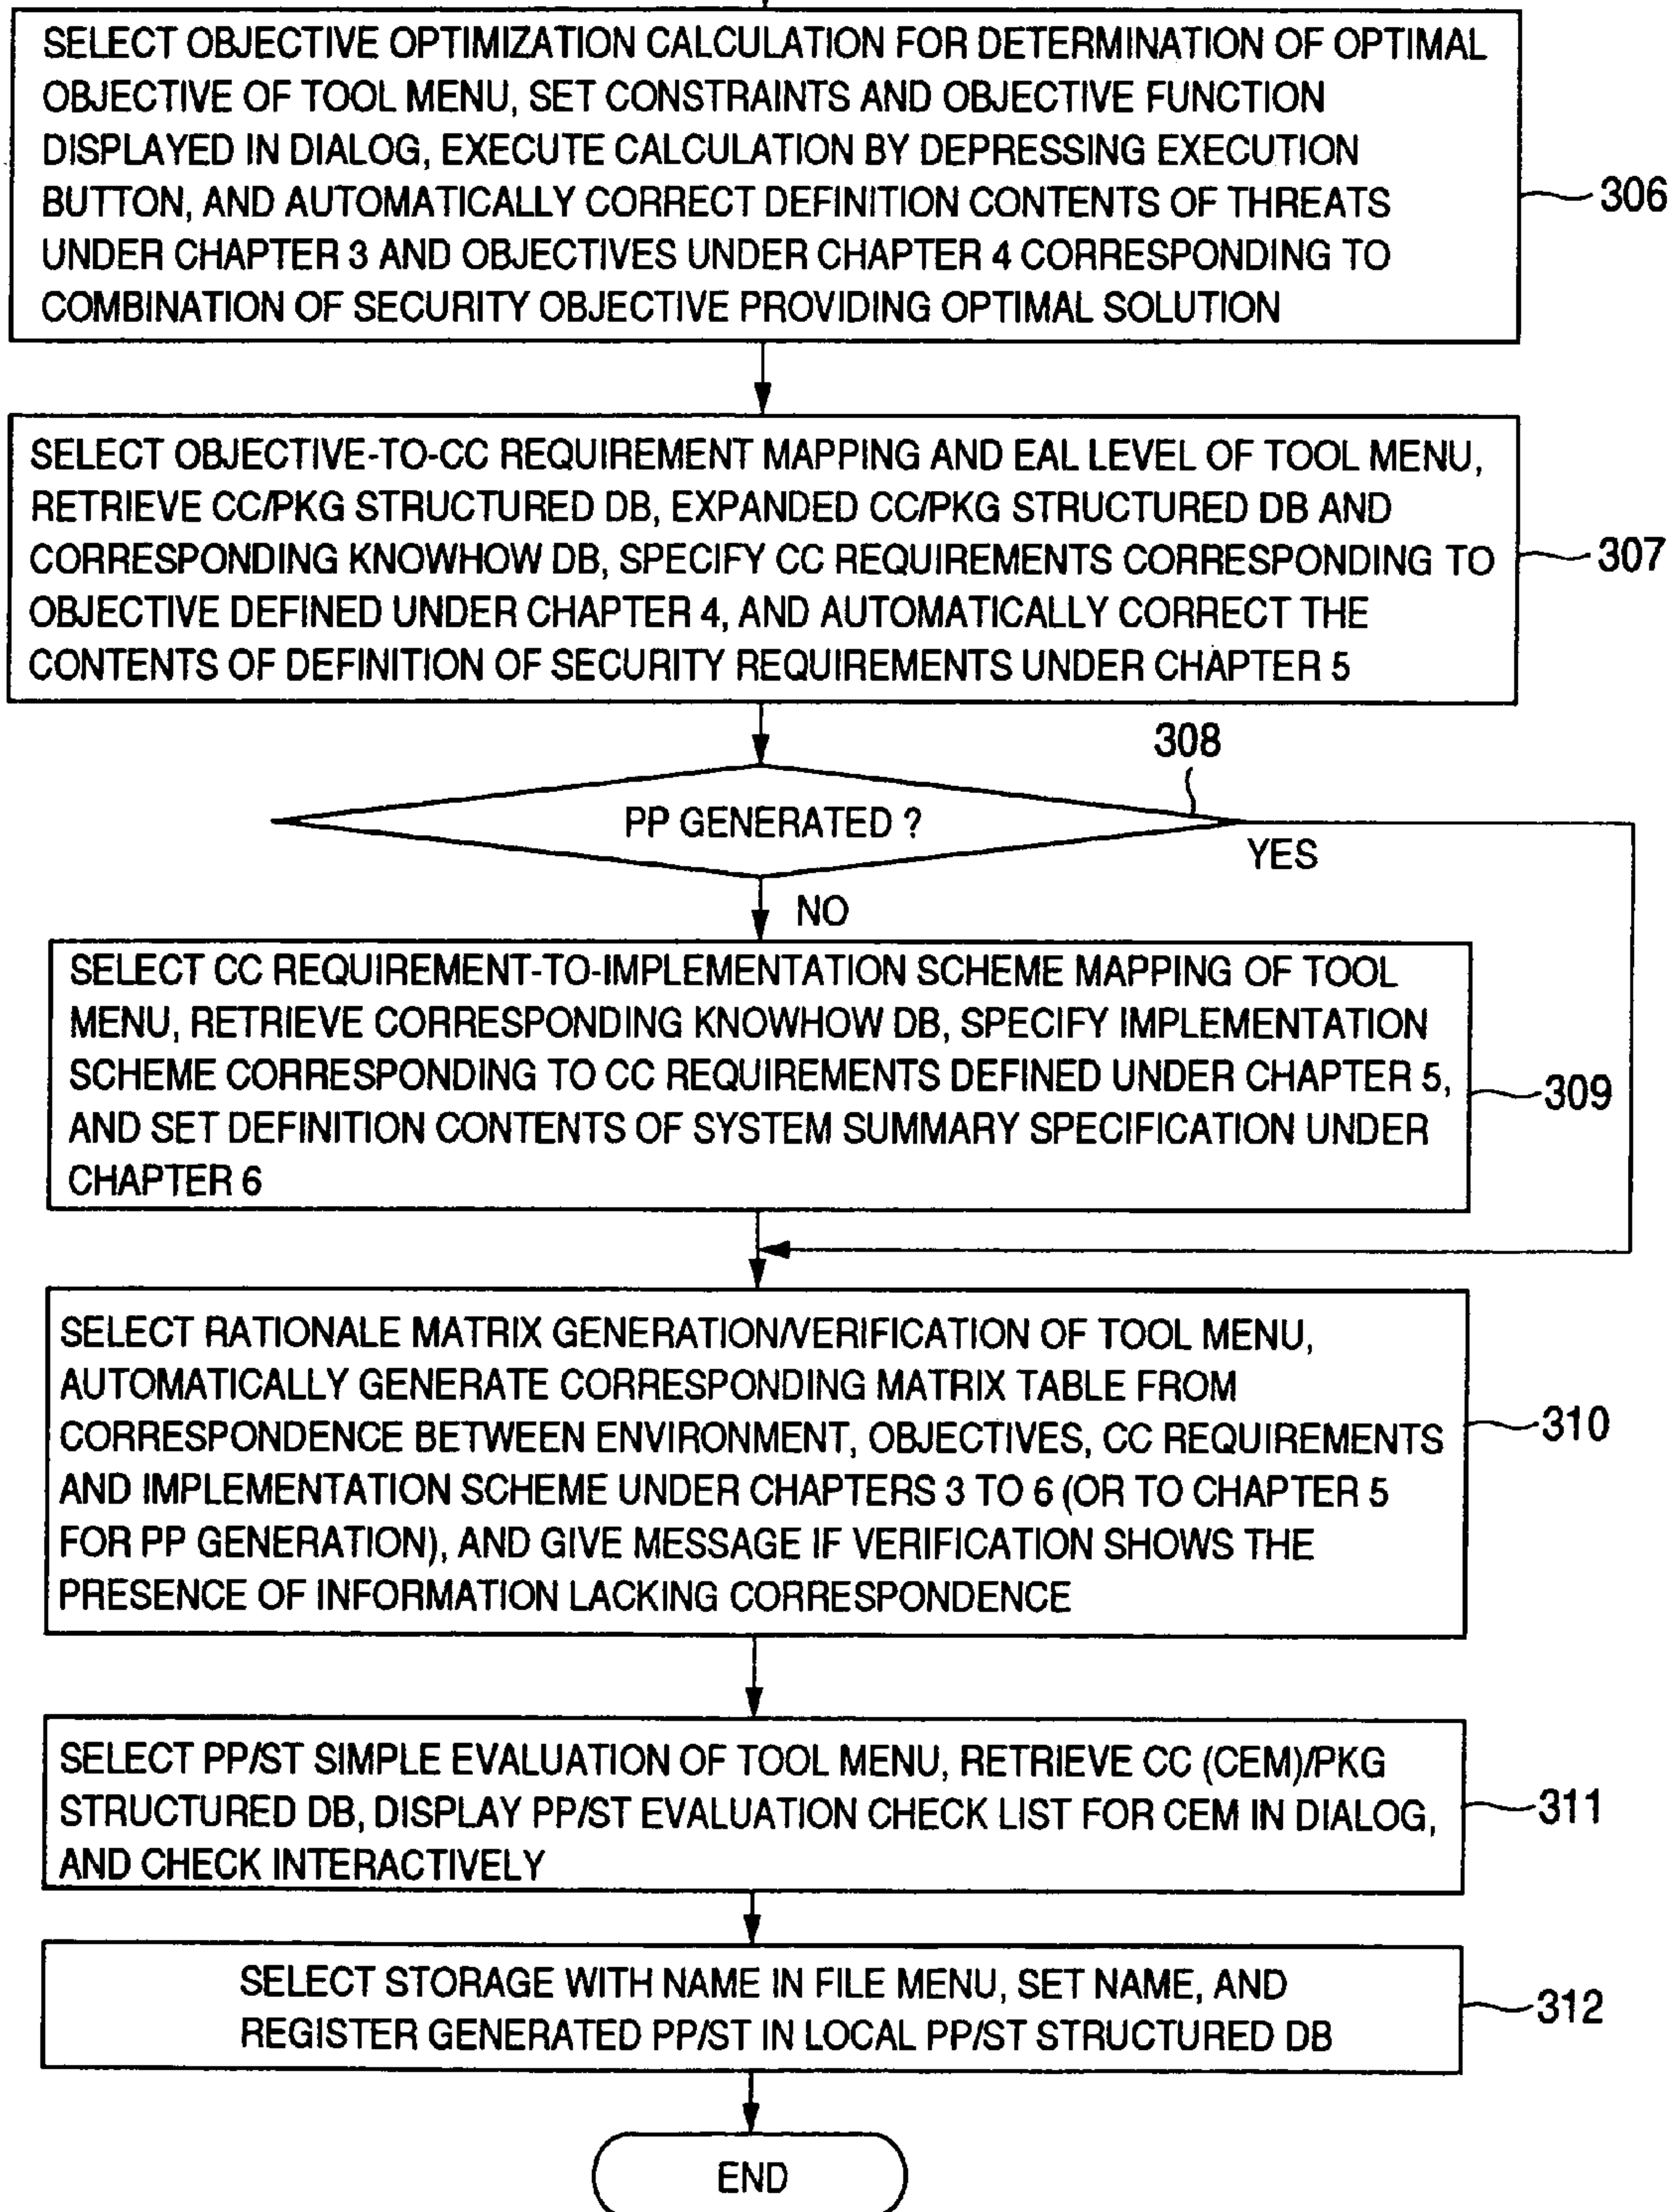 SELECT OBJECTIVE OPTIMIZATION CALCULATION FOR DETERMINATION OF OPTIMAL
OBJECTIVE OF TOOL MENU, SET CONSTRAINTS AND OBJECTIVE FUNCTION
DISPLAYED IN DIALOG, EXECUTE CALCULATION BY DEPRESSING EXECUTION
BUTTON, AND AUTOMATICALLY CORRECT DEFINITION CONTENTS OF THREATS
UNDER CHAPTER 3 AND OBJECTIVES UNDER CHAPTER 4 CORRESPONDING TO
COMBINATION OF SECURITY OBJECTIVE PROVIDING OPTIMAL SOLUTION
306
SELECT OBJECTIVE-TO-CC REQUIREMENT MAPPING AND EAL LEVEL OF TOOL MENU,
RETRIEVE CC/PKG STRUCTURED DB, EXPANDED CC/PKG STRUCTURED DB AND
CORRESPONDING KNOWHOW DB, SPECIFY CC REQUIREMENTS CORRESPONDING TO
OBJECTIVE DEFINED UNDER CHAPTER 4, AND AUTOMATICALLY CORRECT THE
CONTENTS OF DEFINITION OF SECURITY REQUIREMENTS UNDER CHAPTER 5
307
308
PP GENERATED ?
YES
NO
SELECT CC REQUIREMENT-TO-IMPLEMENTATION SCHEME MAPPING OF TOOL
MENU, RETRIEVE CORRESPONDING KNOWHOW DB, SPECIFY IMPLEMENTATION
SCHEME CORRESPONDING TO CC REQUIREMENTS DEFINED UNDER CHAPTER 5,
AND SET DEFINITION CONTENTS OF SYSTEM SUMMARY SPECIFICATION UNDER
CHAPTER 6
309
SELECT RATIONALE MATRIX GENERATION/VERIFICATION OF TOOL MENU,
AUTOMATICALLY GENERATE CORRESPONDING MATRIX TABLE FROM
CORRESPONDENCE BETWEEN ENVIRONMENT, OBJECTIVES, CC REQUIREMENTS
AND IMPLEMENTATION SCHEME UNDER CHAPTERS 3 TO 6 (OR TO CHAPTER 5
FOR PP GENERATION), AND GIVE MESSAGE IF VERIFICATION SHOWS THE
PRESENCE OF INFORMATION LACKING CORRESPONDENCE
310
SELECT PP/ST SIMPLE EVALUATION OF TOOL MENU, RETRIEVE CC (CEM)/PKG
STRUCTURED DB, DISPLAY PP/ST EVALUATION CHECK LIST FOR CEM IN DIALOG,
AND CHECK INTERACTIVELY
311
SELECT STORAGE WITH NAME IN FILE MENU, SET NAME, AND
REGISTER GENERATED PP/ST IN LOCAL PP/ST STRUCTURED DB
312
END